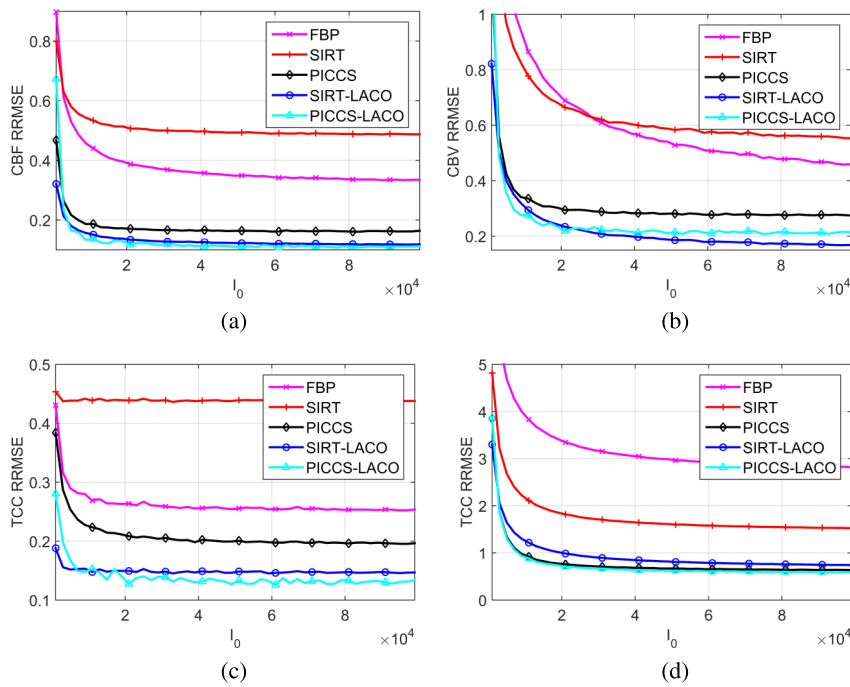 CBF RRMSE
0.8
0.6
0.4
0.2
FBP
SIRT
PICCS
SIRT-LACO
PICCS-LACO
2 4 6 8
I0
×10^4
(a)
CBV RRMSE
1
0.8
0.6
0.4
0.2
FBP
SIRT
PICCS
SIRT-LACO
PICCS-LACO
2 4 6 8
I0
×10^4
(b)
TCC RRMSE
0.5
0.4
0.3
0.2
0.1
FBP
SIRT
PICCS
SIRT-LACO
PICCS-LACO
2 4 6 8
I0
×10^4
(c)
TCC RRMSE
5
4
3
2
1
0
FBP
SIRT
PICCS
SIRT-LACO
PICCS-LACO
2 4 6 8
I0
×10^4
(d)